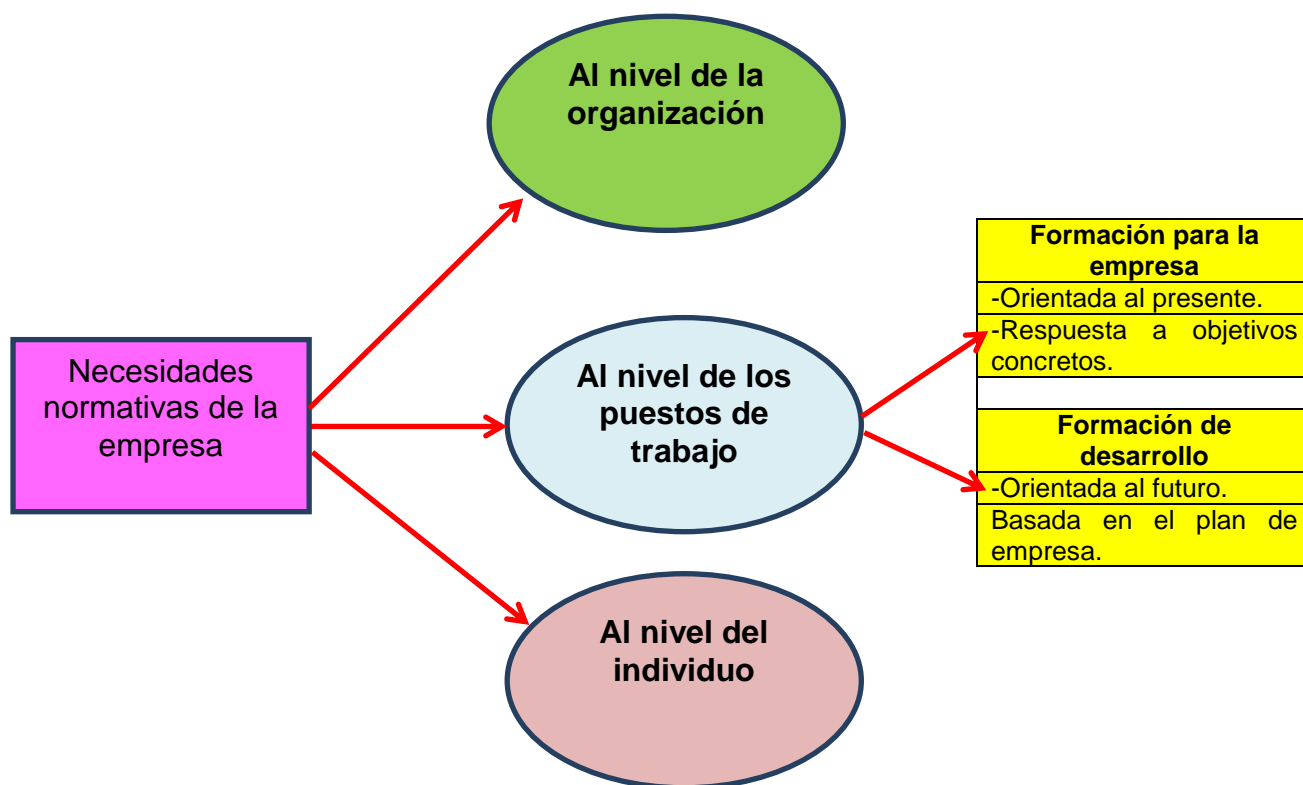 Al nivel de la
organización
Necesidades
normativas de la
empresa
Al nivel de los
puestos de
trabajo
Al nivel del
individuo
Formación para la
empresa
-Orientada al presente.
-Respuesta a objetivos
concretos.
Formación de
desarrollo
-Orientada al futuro.
Basada en el plan de
empresa.